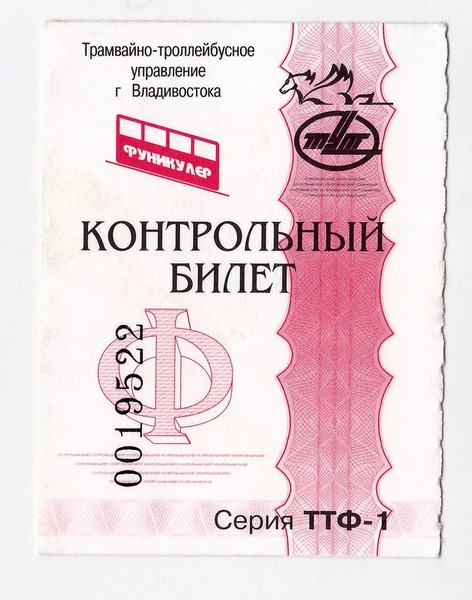 Трамвайно-троллейбусное
управление
г Владивостока
ФУНИКУЛЕР
КОНТРОЛЬНЫЙ
БИЛЕТ
Ф
0019522
Серия ТТФ-1